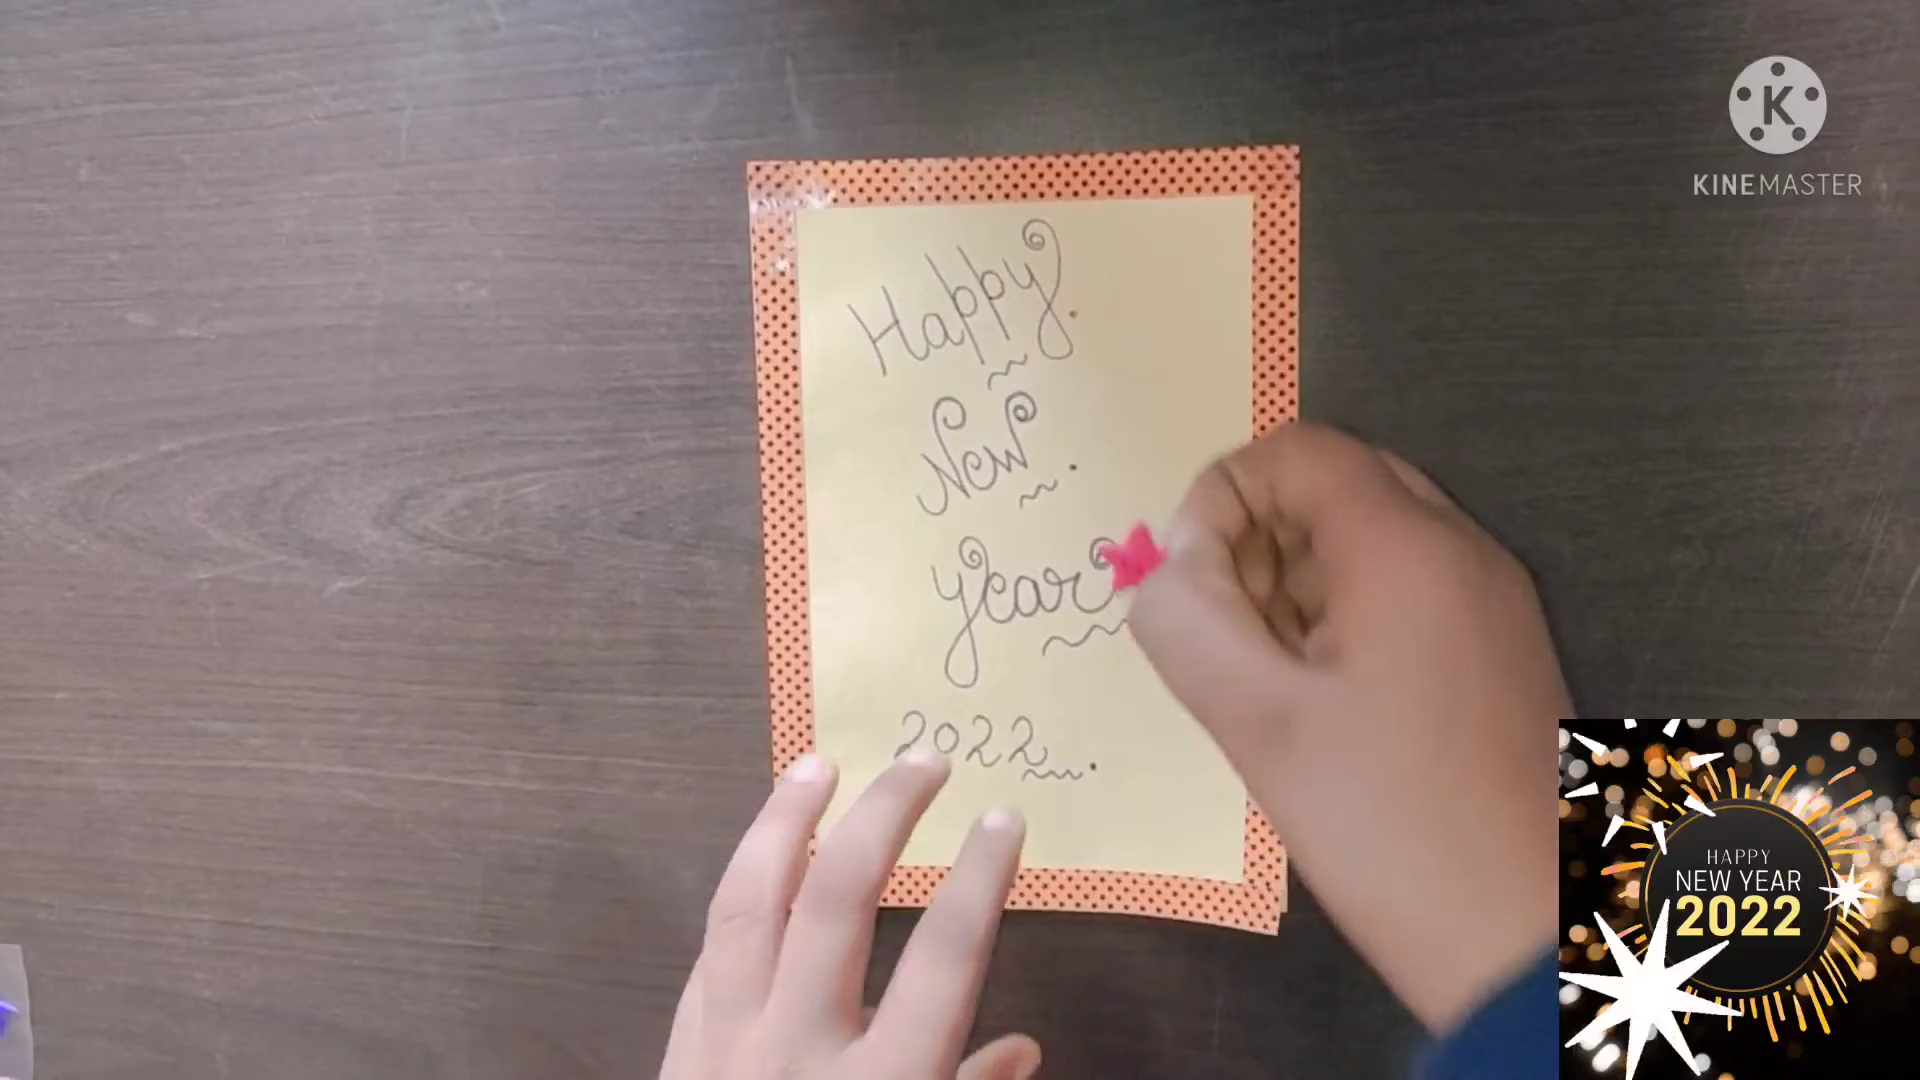 Happy.
New.
year
2022.
K
KINEMASTER
HAPPY
NEW YEAR
2022